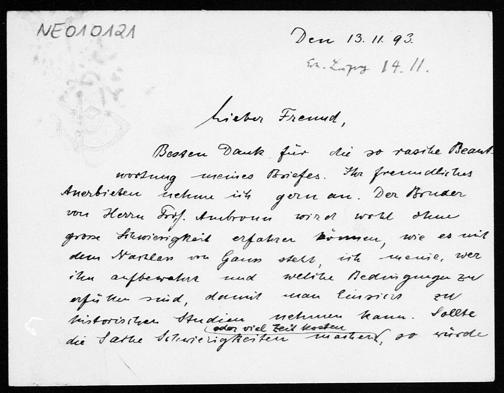 NE010121
Den 13.11.93.
14.11.
Lieber Freund,
Besten Dank für die so rasche Beant-
wortung meines Briefes. Ihr freundliches
Anerbieten nehme ich gern an. Der Bruder
von Herrn Prof. Ambronn wird wohl ohne
grosse Schwierigkeit erfahren können, wie es mit
dem Nachlass von Gauss steht, ich meine, wer
ihn aufbewahrt und welche Bedingungen zu
erfüllen sind, damit man Einsicht zu
historischen Studien nehmen kann. Sollte
(oder viel Zeit kosten
die Sache Schwierigkeiten machen, so würde